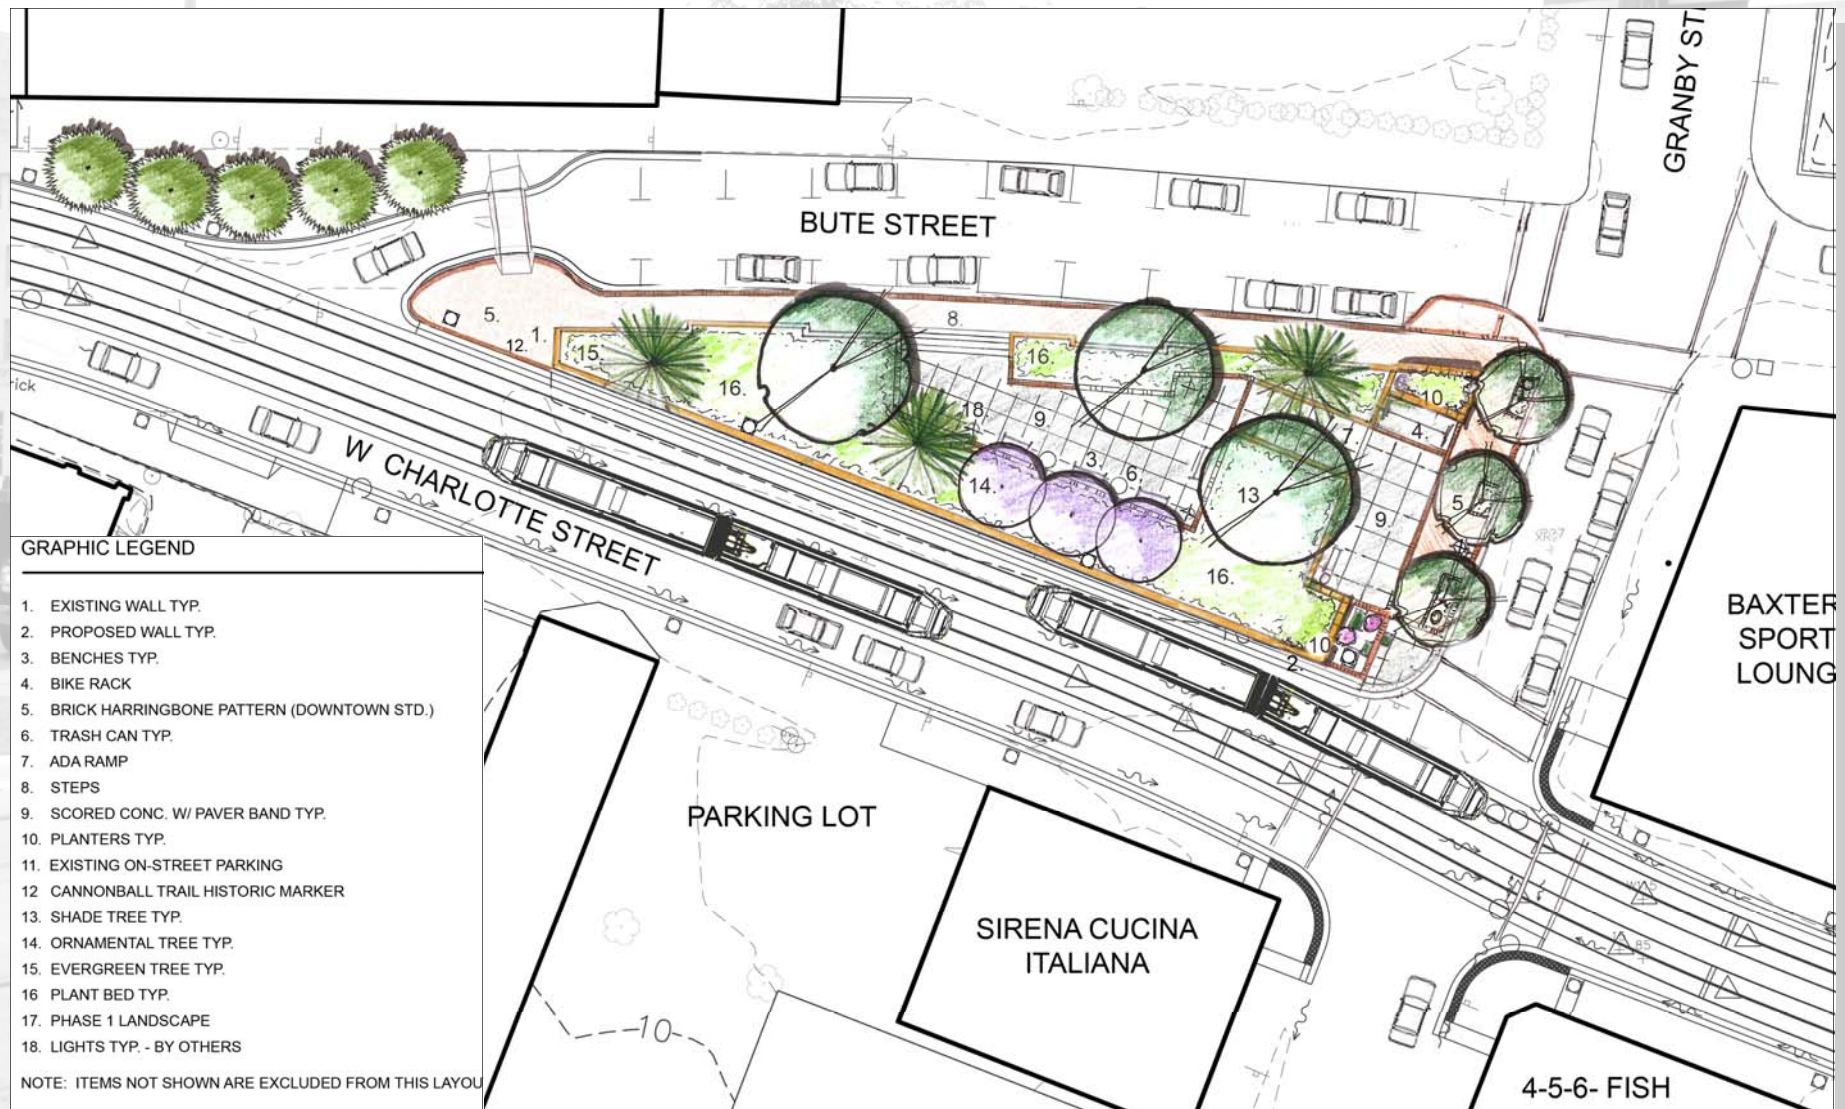 GRANBY ST
BUTE STREET
5.
1.
12.
15.
16.
8.
16.
18.
9.
3.
6.
14.
13.
7.
4.
10.
5
9.
16.
10.
2.
rick
W CHARLOTTE STREET
BAXTER
SPORT
LOUNG
PARKING LOT
SIRENA CUCINA
ITALIANA
4-5-6- FISH
-10-
85
GRAPHIC LEGEND
1. EXISTING WALL TYP.
2. PROPOSED WALL TYP.
3. BENCHES TYP.
4. BIKE RACK
5. BRICK HARRINGBONE PATTERN (DOWNTOWN STD.)
6. TRASH CAN TYP.
7. ADA RAMP
8. STEPS
9. SCORED CONC. W/ PAVER BAND TYP.
10. PLANTERS TYP.
11. EXISTING ON-STREET PARKING
12 CANNONBALL TRAIL HISTORIC MARKER
13. SHADE TREE TYP.
14. ORNAMENTAL TREE TYP.
15. EVERGREEN TREE TYP.
16 PLANT BED TYP.
17. PHASE 1 LANDSCAPE
18. LIGHTS TYP. - BY OTHERS
NOTE: ITEMS NOT SHOWN ARE EXCLUDED FROM THIS LAYOU